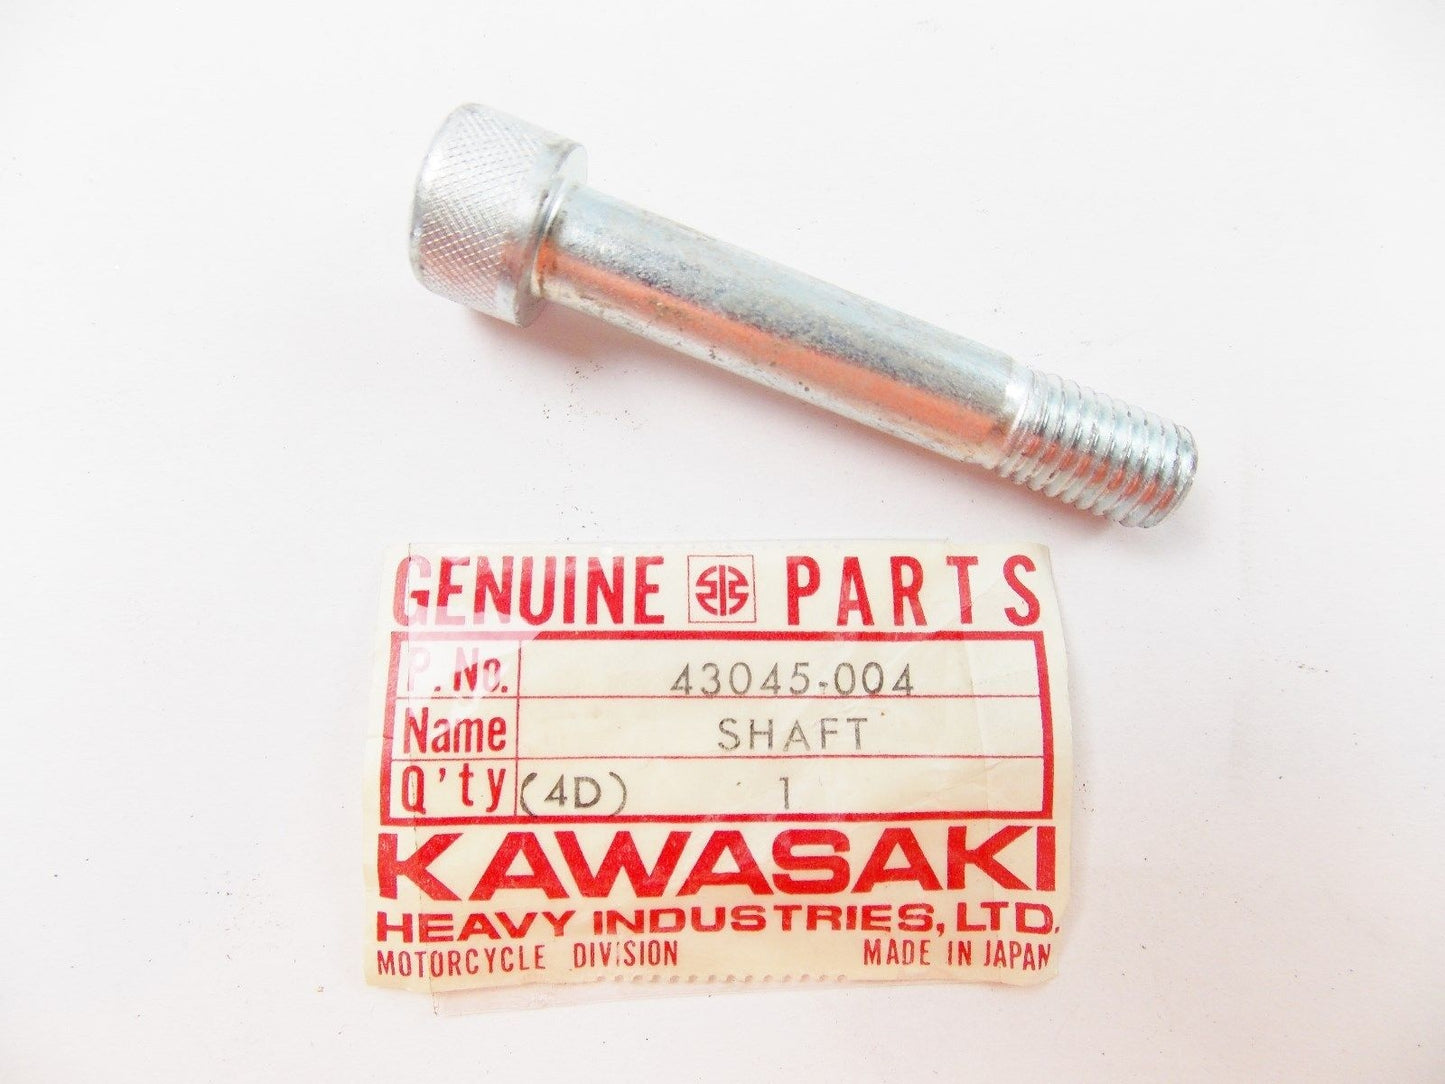 GENUINE PARTS
P. No. 43045-004
Name SHAFT
Q'ty (4D) 1
KAWASAKI
HEAVY INDUSTRIES, LTD.
MOTORCYCLE DIVISION MADE IN JAPAN